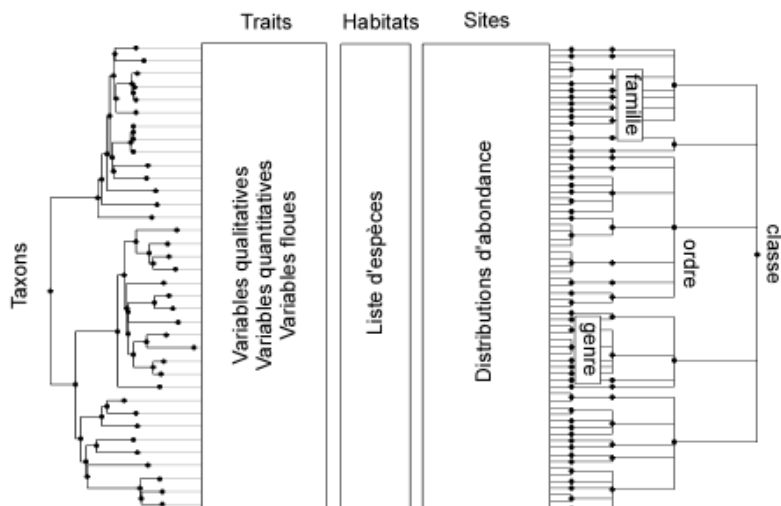 Traits
Habitats
Sites
Taxons
Variables qualitatives
Variables quantitatives
Variables floues
Liste d'espèces
Distributions d'abondance
famille
genre
ordre
classe